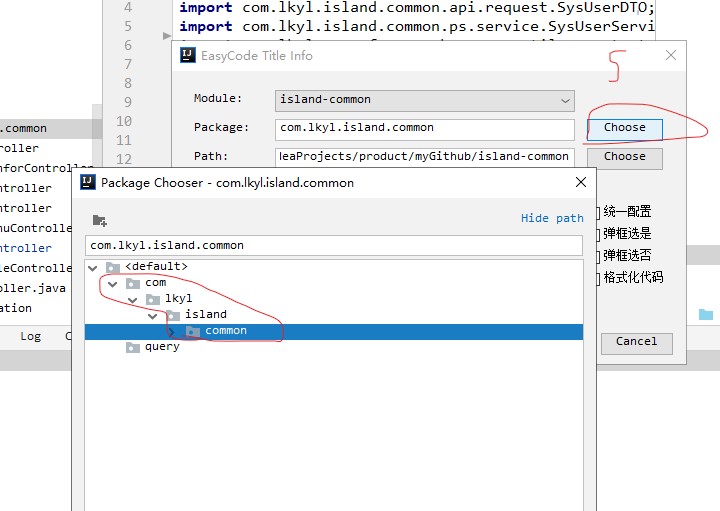 4
5
6
7
8
9
10
11
12
import com.lkyl.island.common.api.request.SysUserDTO;
import com.lkyl.island.common.ps.service.SysUserServi
EasyCode Title Info
5
Module:
island-common
Package:
com.lkyl.island.common
Choose
Path:
leaProjects/product/myGithub/island-common
Choose
统一配置
弹框选是
弹框选否
格式化代码
Cancel
.common
roller
nforController
ntroller
ontroller
nuController
ontroller
leController
oller.java
ation
Log
Package Chooser - com.lkyl.island.common
Hide path
com.lkyl.island.common
<default>
com
lkyl
island
common
query